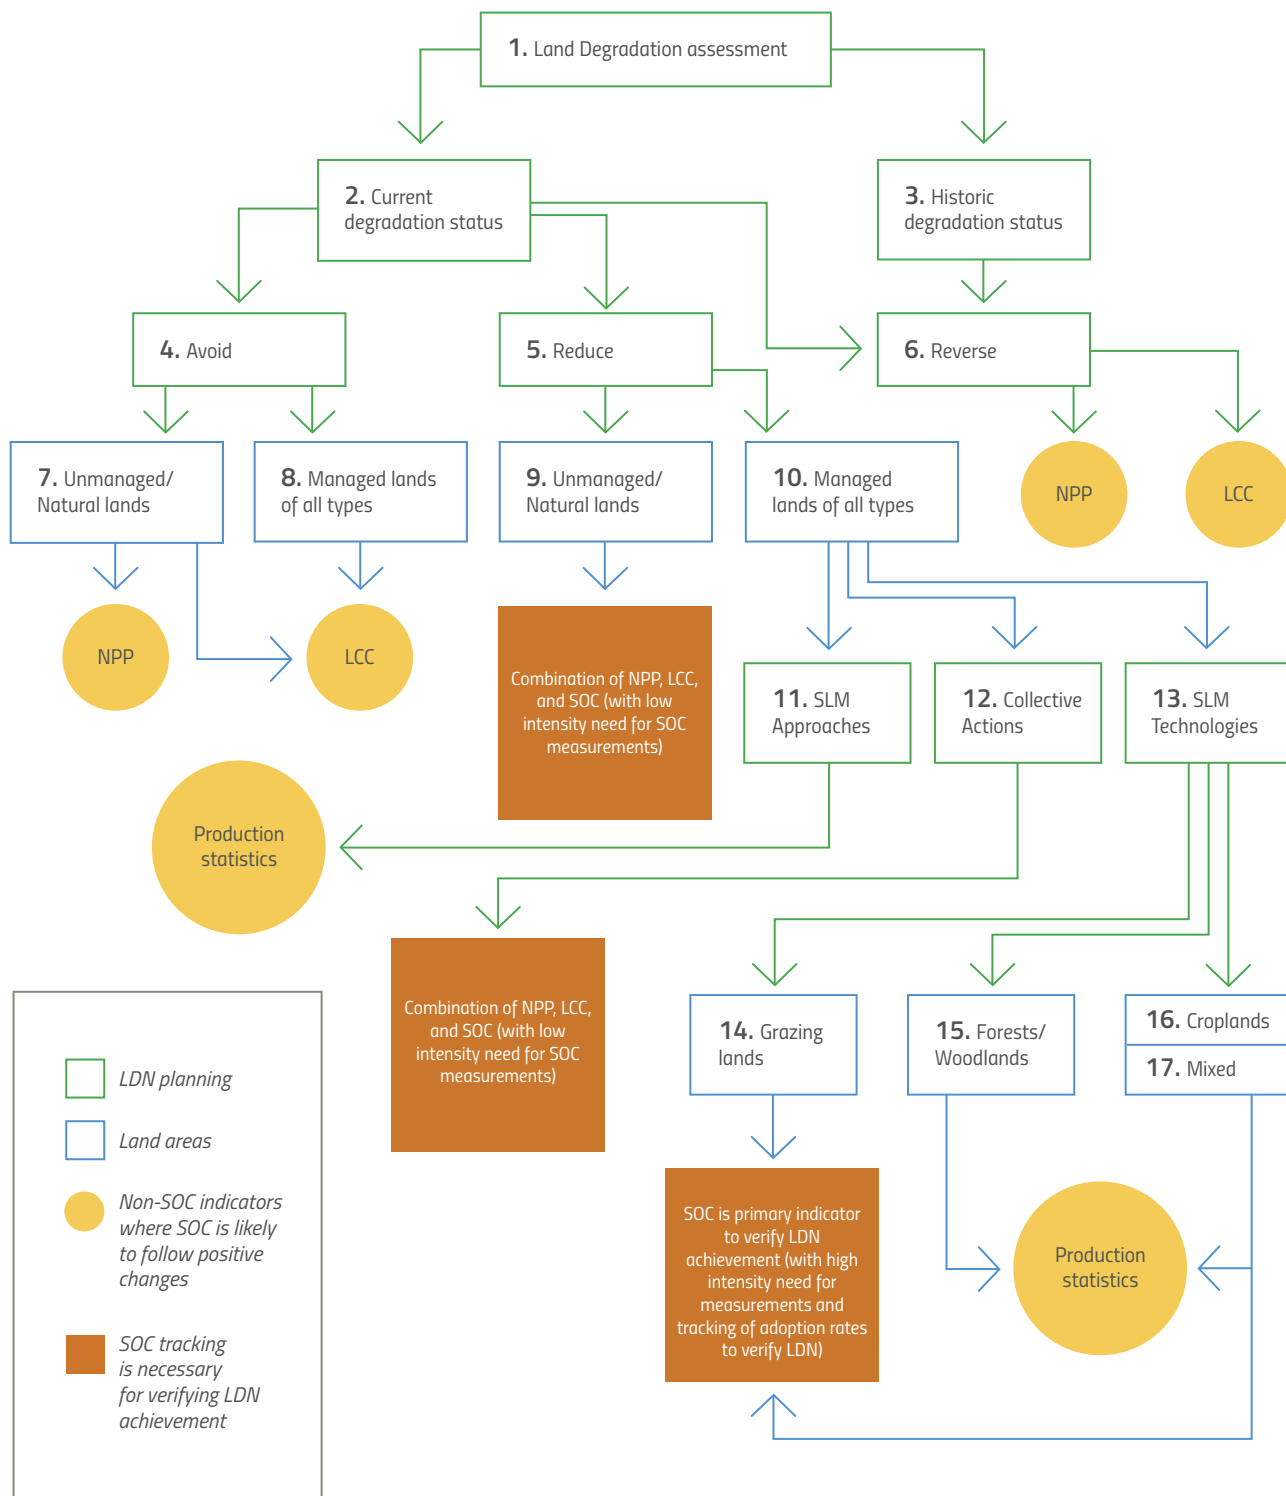 1. Land Degradation assessment
2. Current
degradation status
3. Historic
degradation status
4. Avoid
5. Reduce
6. Reverse
7. Unmanaged/
Natural lands
8. Managed lands
of all types
9. Unmanaged/
Natural lands
10. Managed
lands of all types
NPP
LCC
NPP
LCC
Combination of NPP, LCC,
and SOC (with low
intensity need for SOC
measurements)
11. SLM
Approaches
12. Collective
Actions
13. SLM
Technologies
Production
statistics
Combination of NPP, LCC,
and SOC (with low
intensity need for SOC
measurements)
14. Grazing
lands
15. Forests/
Woodlands
16. Croplands
17. Mixed
SOC is primary indicator
to verify LDN
achievement (with high
intensity need for
measurements and
tracking of adoption rates
to verify LDN)
Production
statistics
LDN planning
Land areas
Non-SOC indicators
where SOC is likely
to follow positive
changes
SOC tracking
is necessary
for verifying LDN
achievement